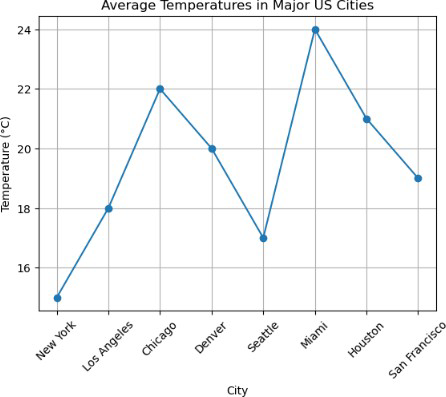 Average Temperatures in Major US Cities
24
22
20
18
16
Temperature (°C)
New York
Los Angeles
Chicago
Denver
Seattle
Miami
Houston
San Francisco
City